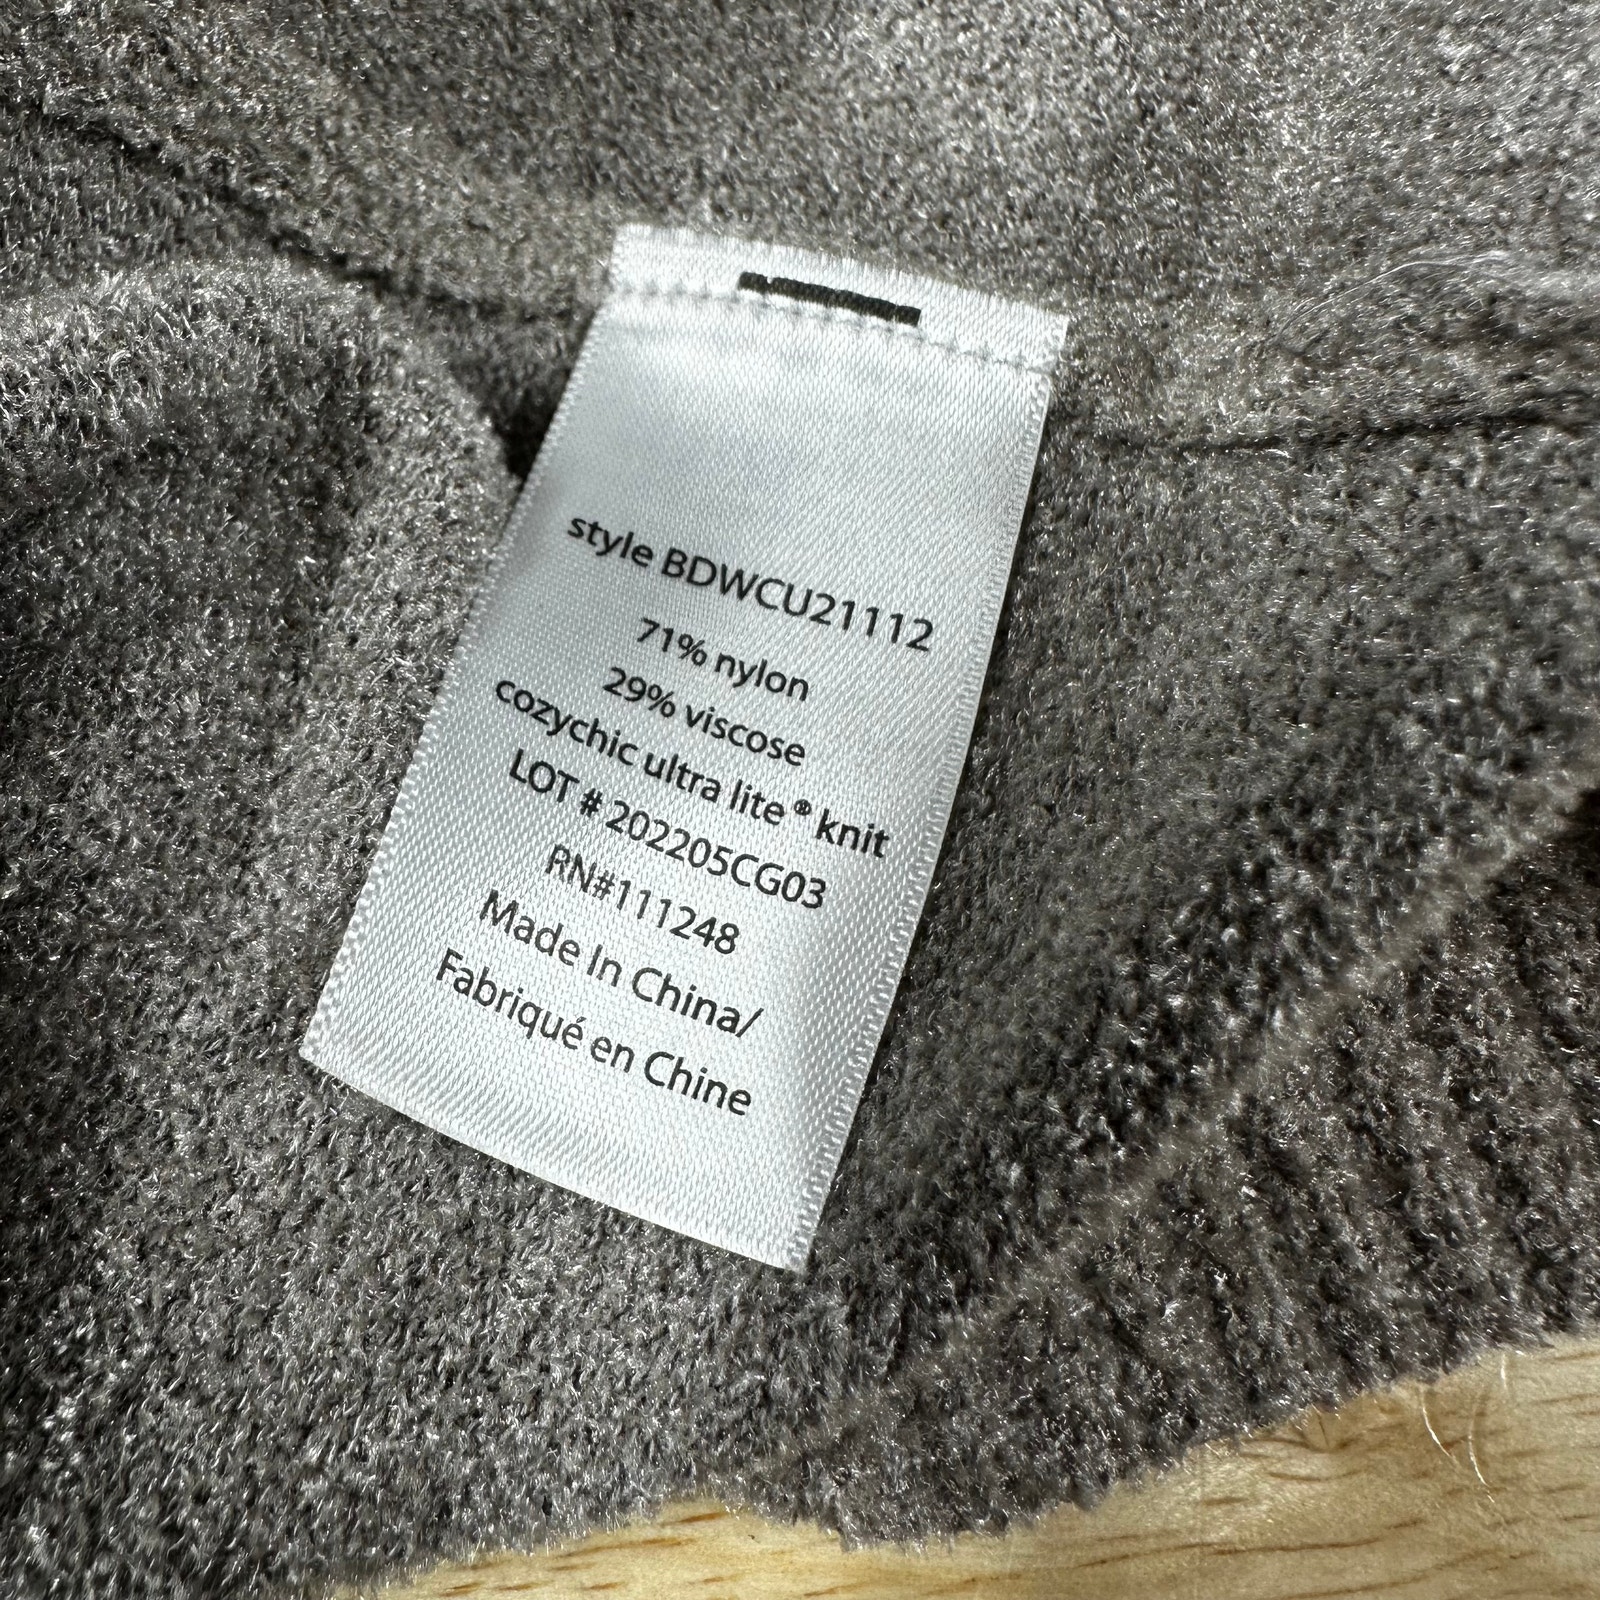 style BDWCU21112
71% nylon
29% viscose
cozychic ultra lite® knit
LOT # 202205CG03
RN#111248
Made In China/
Fabriqué en Chine